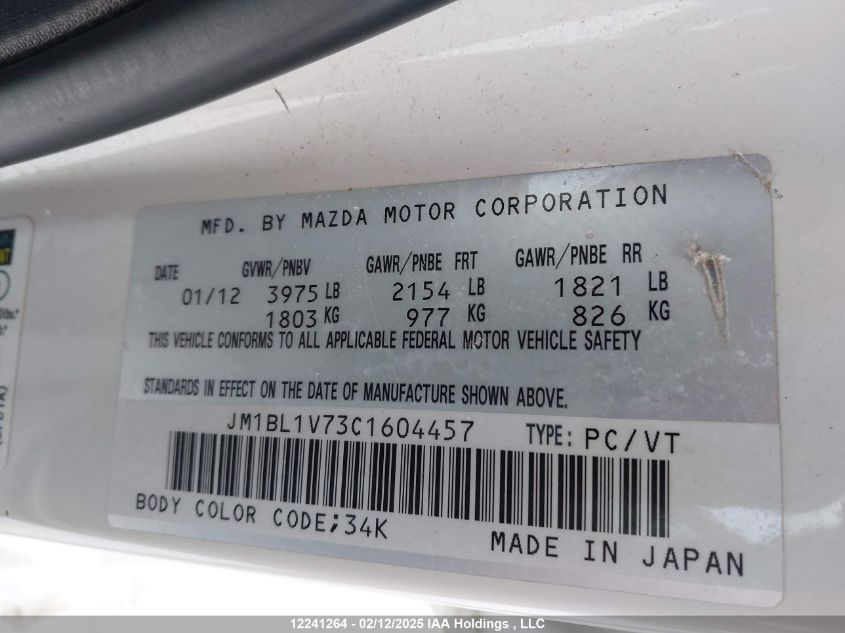 MFD. BY MAZDA MOTOR CORPORATION
DATE GVWR/PNBV GAWR/PNBE FRT GAWR/PNBE RR
01/12 3975 LB 2154 LB 1821 LB
1803 KG 977 KG 826 KG
THIS VEHICLE CONFORMS TO ALL APPLICABLE FEDERAL MOTOR VEHICLE SAFETY
STANDARDS IN EFFECT ON THE DATE OF MANUFACTURE SHOWN ABOVE.
JM1BL1V73C1604457 TYPE: PC/VT
BODY COLOR CODE;34K
MADE IN JAPAN
12241264 - 02/12/2025 IAA Holdings , LLC